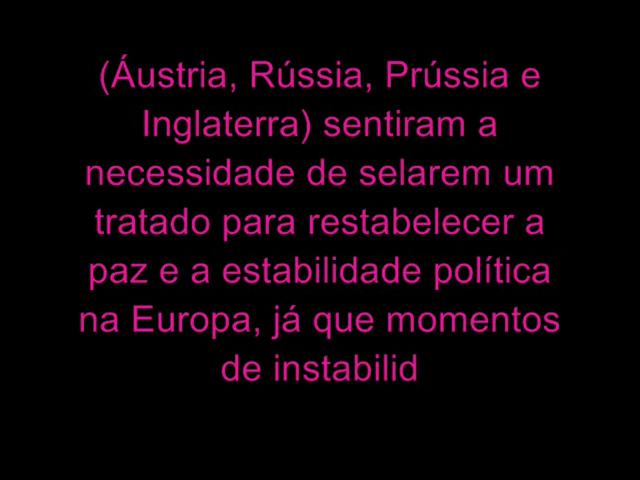 (Áustria, Rússia, Prússia e
Inglaterra) sentiram a
necessidade de selarem um
tratado para restabelecer a
paz e a estabilidade política
na Europa, já que momentos
de instabilid